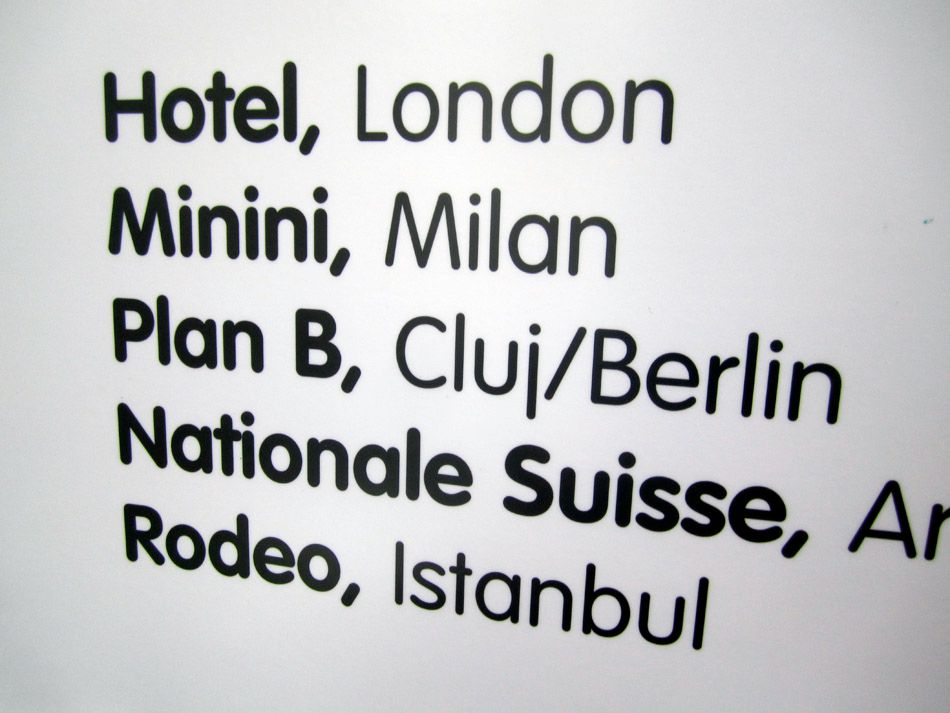 Hotel, London
Minini, Milan
Plan B, Cluj/Berlin
Nationale Suisse,
Rodeo, Istanbul